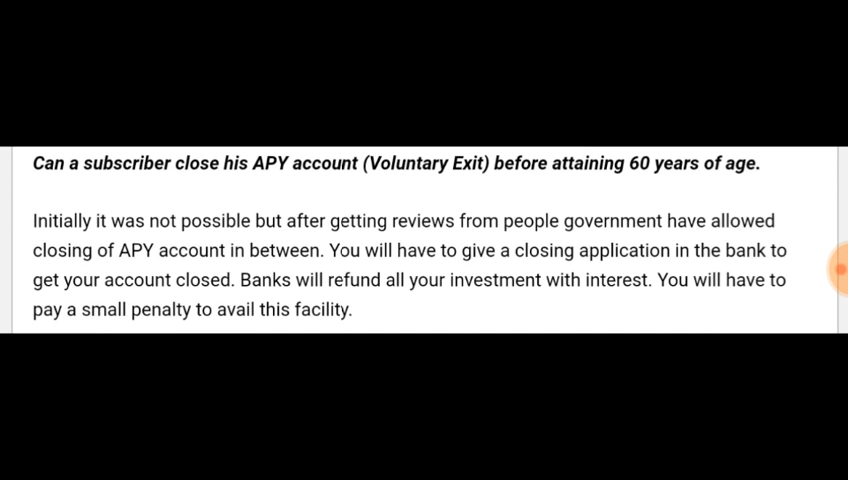 Can a subscriber close his APY account (Voluntary Exit) before attaining 60 years of age.
Initially it was not possible but after getting reviews from people government have allowed
closing of APY account in between. You will have to give a closing application in the bank to
get your account closed. Banks will refund all your investment with interest. You will have to
pay a small penalty to avail this facility.